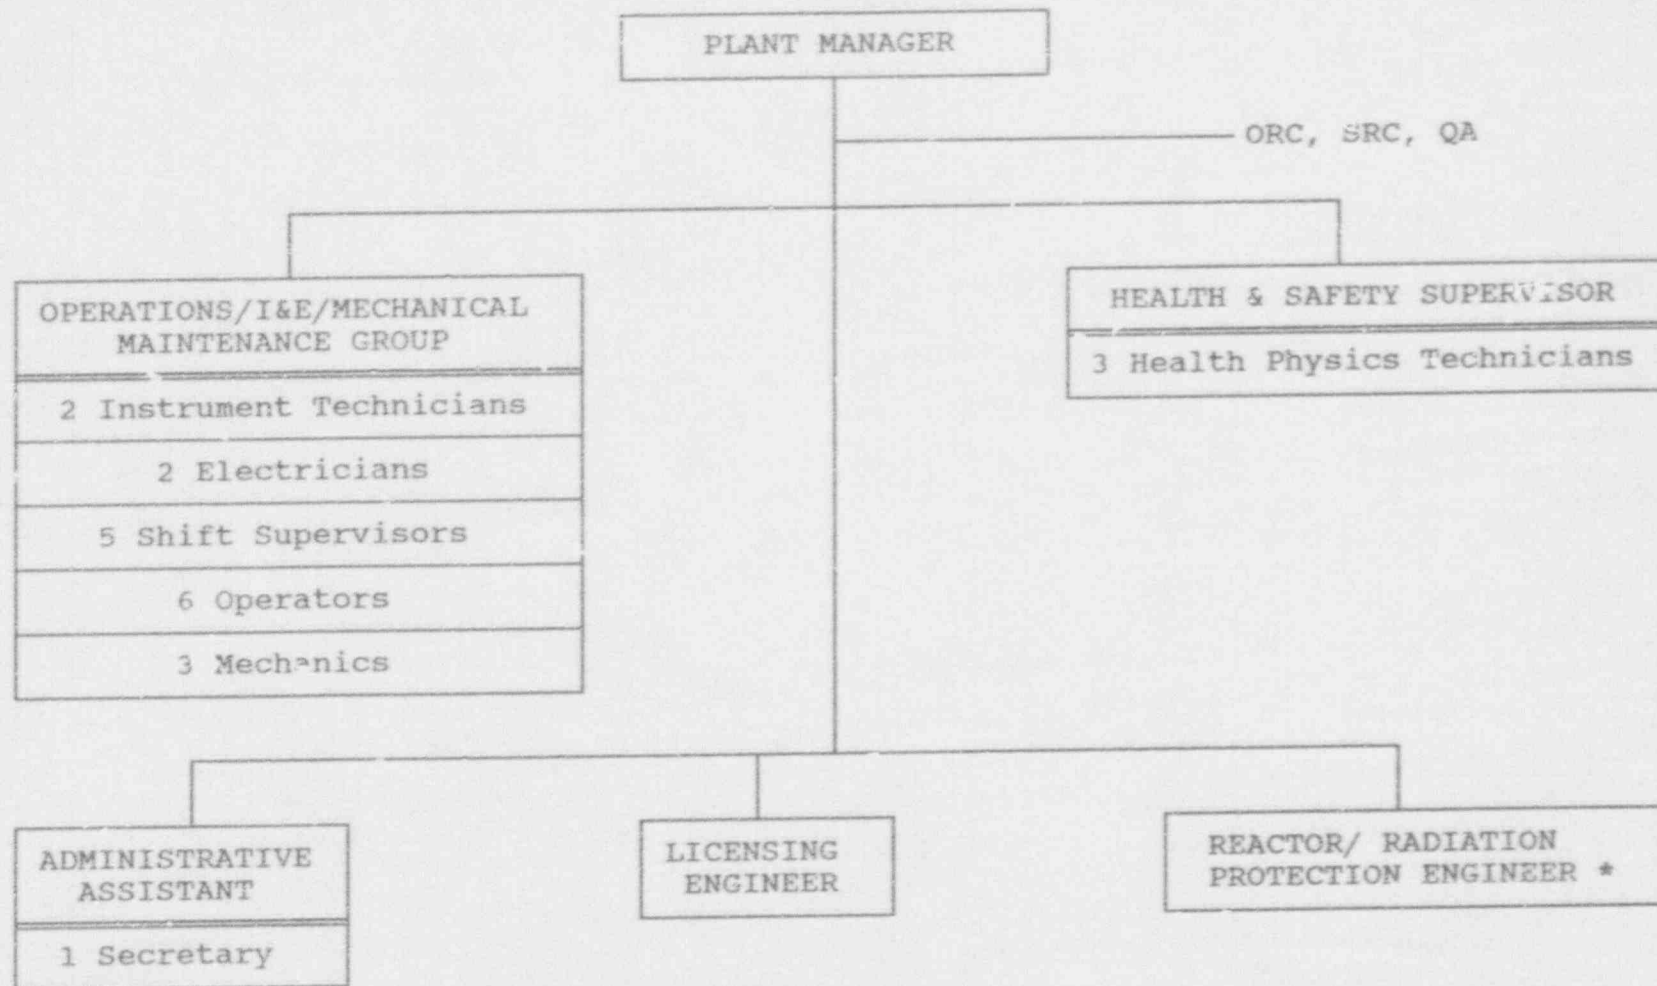 PLANT MANAGER
ORC, SRC, QA
OPERATIONS/I&E/MECHANICAL
MAINTENANCE GROUP
2 Instrument Technicians
2 Electricians
5 Shift Supervisors
6 Operators
3 Mechanics
HEALTH & SAFETY SUPERVISOR
3 Health Physics Technicians
ADMINISTRATIVE
ASSISTANT
1 Secretary
LICENSING
ENGINEER
REACTOR/ RADIATION
PROTECTION ENGINEER *